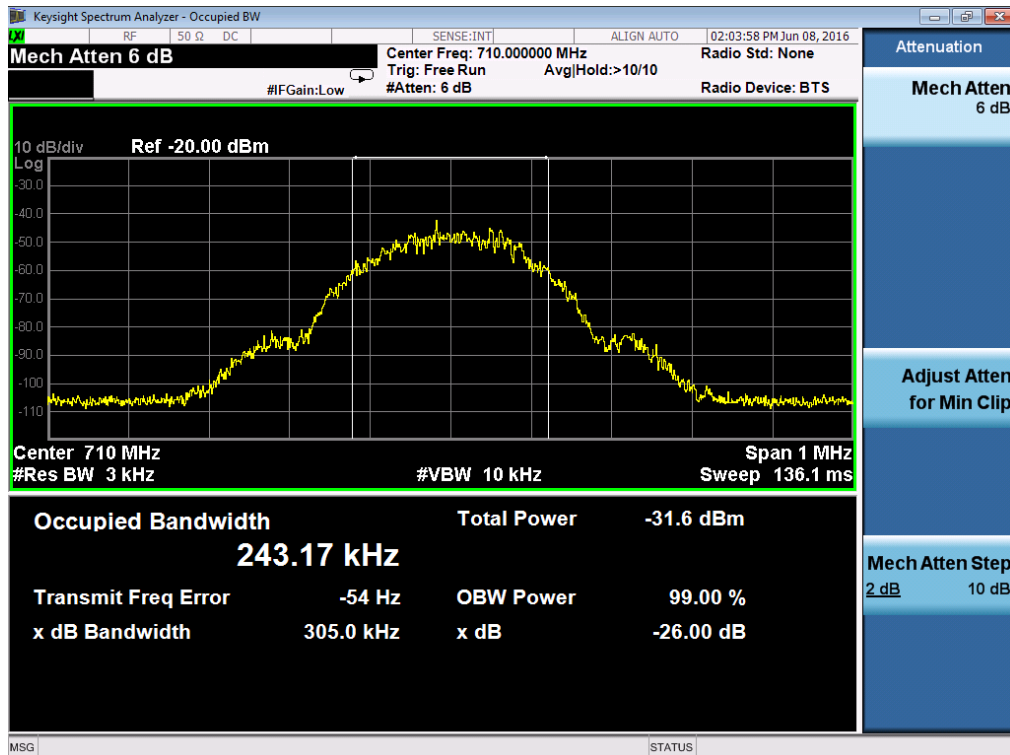 Keysight Spectrum Analyzer - Occupied BW
LXI RF 50 Ω DC SENSE:INT ALIGN AUTO 02:03:58 PM Jun 08, 2016
Mech Atten 6 dB
Center Freq: 710.000000 MHz Radio Std: None
Trig: Free Run Avg|Hold:>10/10
#IFGain:Low #Atten: 6 dB Radio Device: BTS
10 dB/div Ref -20.00 dBm
Log
-30.0
-40.0
-50.0
-60.0
-70.0
-80.0
-90.0
-100
-110
Center 710 MHz Span 1 MHz
#Res BW 3 kHz #VBW 10 kHz Sweep 136.1 ms
Occupied Bandwidth Total Power -31.6 dBm
243.17 kHz
Transmit Freq Error -54 Hz OBW Power 99.00 %
x dB Bandwidth 305.0 kHz x dB -26.00 dB
MSG STATUS
Attenuation
Mech Atten
6 dB
Adjust Atten
for Min Clip
Mech Atten Step
2 dB 10 dB